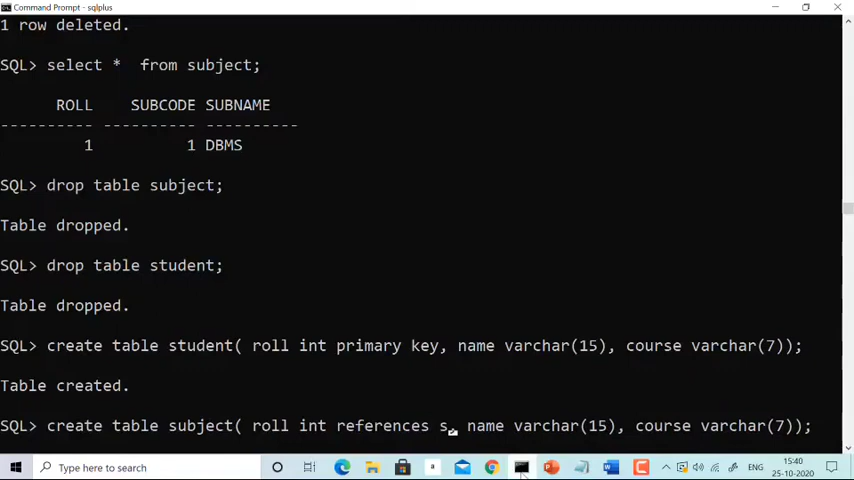 Command Prompt - sqlplus
1 row deleted.
SQL> select *  from subject;
ROLL    SUBCODE SUBNAME
---------- ---------- ----------
1          1 DBMS
SQL> drop table subject;
Table dropped.
SQL> drop table student;
Table dropped.
SQL> create table student( roll int primary key, name varchar(15), course varchar(7));
Table created.
SQL> create table subject( roll int references s, name varchar(15), course varchar(7));
Type here to search
a
ENG
15:40
25-10-2020